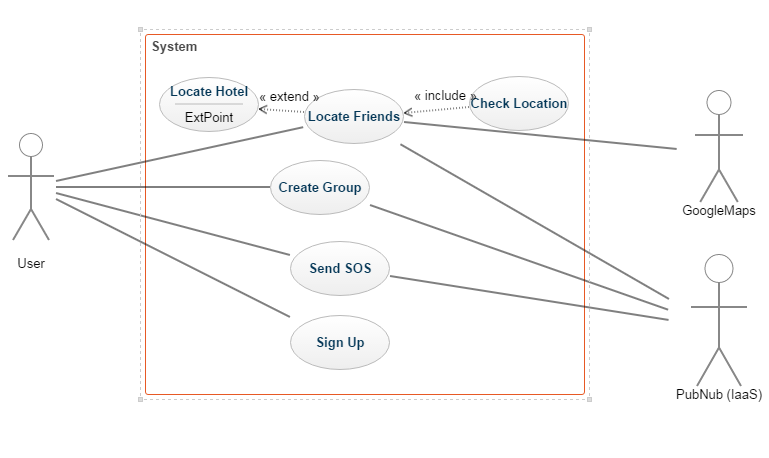 System
Locate Hotel
ExtPoint
« extend »
Locate Friends
« include »
Check Location
GoogleMaps
Create Group
User
Send SOS
Sign Up
PubNub (IaaS)